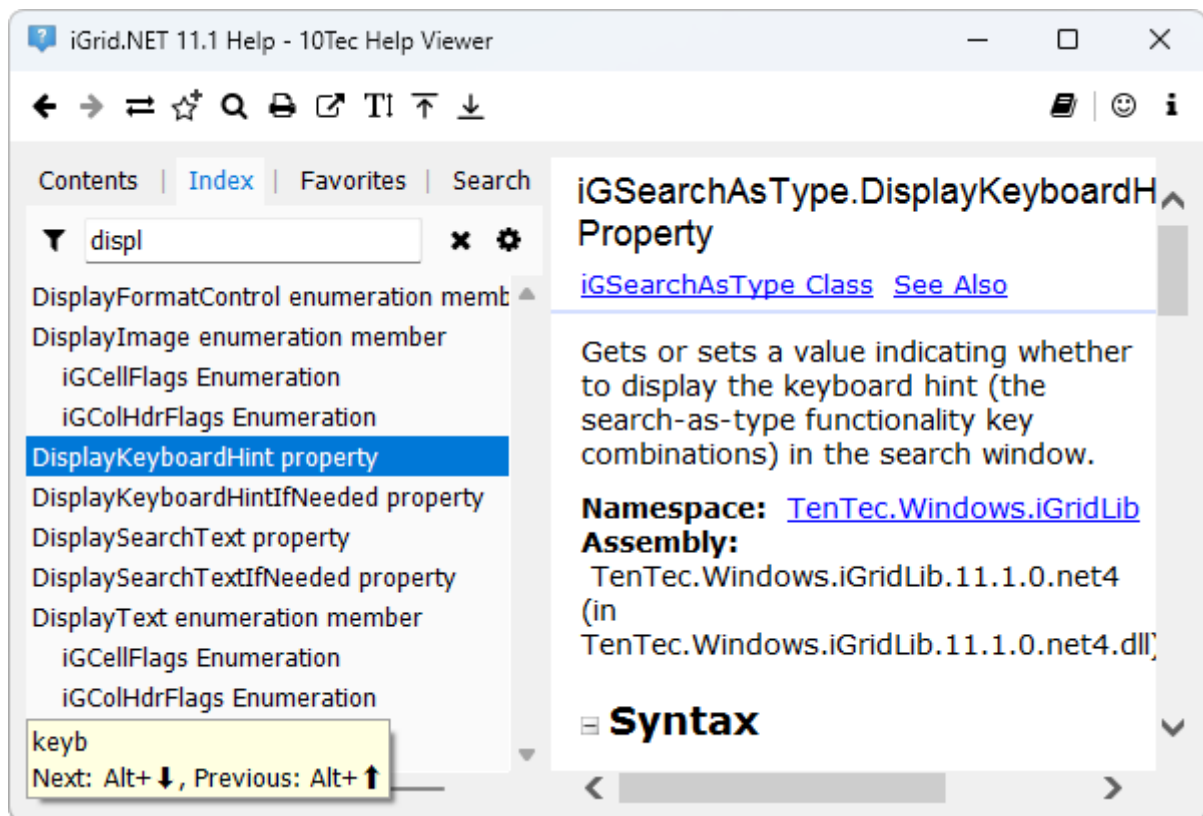 iGrid.NET 11.1 Help - 10Tec Help Viewer
Contents | Index | Favorites | Search
displ
DisplayFormatControl enumeration memb
DisplayImage enumeration member
iGCellFlags Enumeration
iGColHdrFlags Enumeration
DisplayKeyboardHint property
DisplayKeyboardHintIfNeeded property
DisplaySearchText property
DisplaySearchTextIfNeeded property
DisplayText enumeration member
iGCellFlags Enumeration
iGColHdrFlags Enumeration
keyb
Next: Alt+⬇, Previous: Alt+⬆
iGSearchAsType.DisplayKeyboardH
Property
iGSearchAsType Class See Also
Gets or sets a value indicating whether
to display the keyboard hint (the
search-as-type functionality key
combinations) in the search window.
Namespace: TenTec.Windows.iGridLib
Assembly:
TenTec.Windows.iGridLib.11.1.0.net4
(in
TenTec.Windows.iGridLib.11.1.0.net4.dll)
Syntax